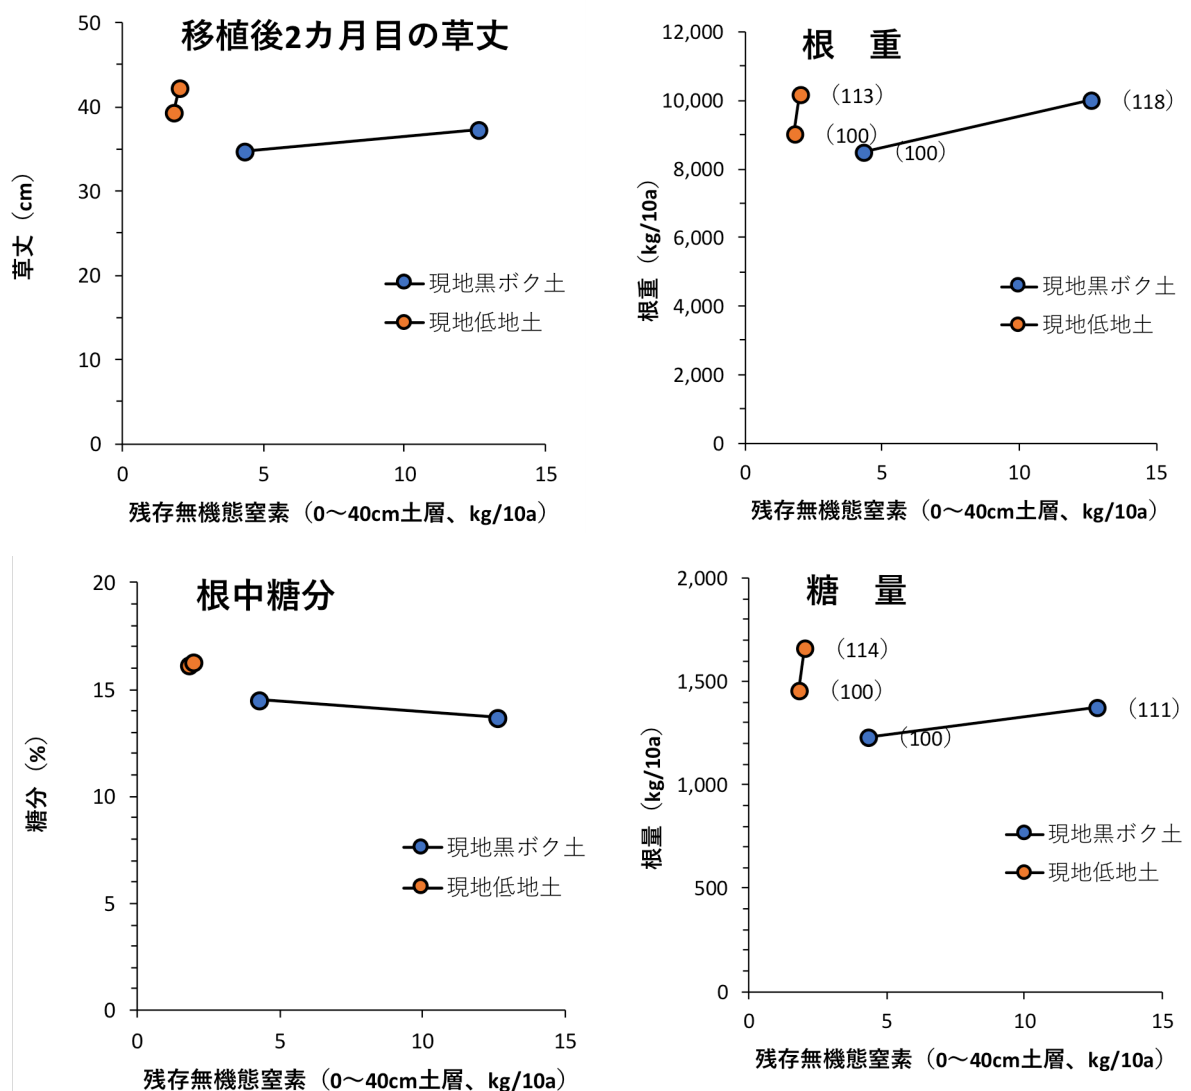 移植後2カ月目の草丈
50
40
30
20
10
0
草丈（cm）
0 5 10 15
残存無機態窒素（0～40cm土層、kg/10a）
現地黒ボク土
現地低地土
根　重
12,000
10,000
8,000
6,000
4,000
2,000
0
根重（kg/10a）
（113）
（100）
（100）
（118）
現地黒ボク土
現地低地土
0 5 10 15
残存無機態窒素（0～40cm土層、kg/10a）
根中糖分
20
15
10
5
0
糖分（%）
現地黒ボク土
現地低地土
0 5 10 15
残存無機態窒素（0～40cm土層、kg/10a）
糖　量
2,000
1,500
1,000
500
0
根量（kg/10a）
（114）
（100）
（100）
（111）
現地黒ボク土
現地低地土
0 5 10 15
残存無機態窒素（0～40cm土層、kg/10a）